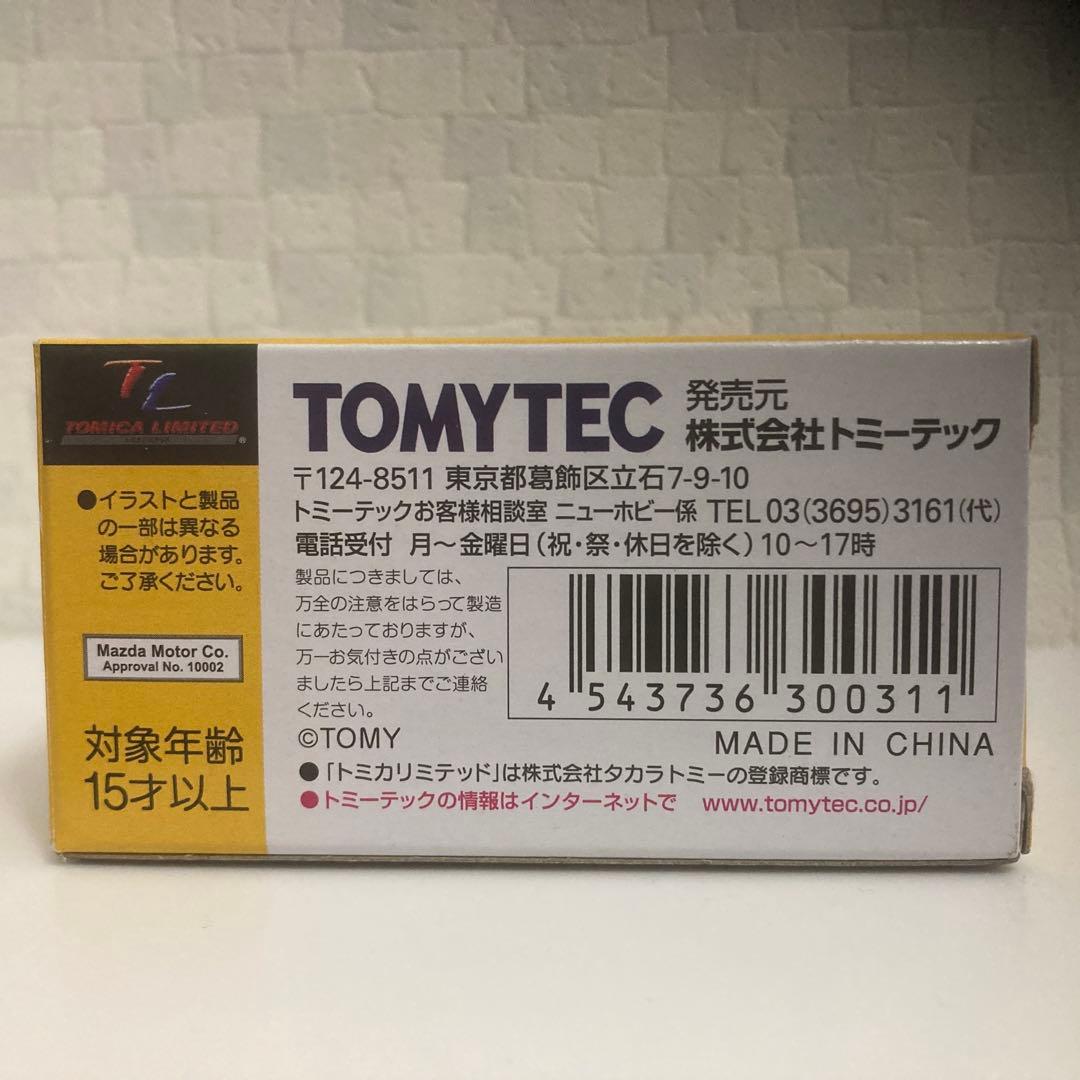 TL
TOMICA LIMITED
®
●イラストと製品
の一部は異なる
場合があります。
ご了承ください。
Mazda Motor Co.
Approval No. 10002
対象年齢
15才以上
TOMYTEC
発売元
株式会社トミーテック
〒124-8511 東京都葛飾区立石7-9-10
トミーテックお客様相談室 ニューホビー係 TEL 03(3695)3161(代)
電話受付 月～金曜日(祝・祭・休日を除く)10～17時
製品につきましては、
万全の注意をはらって製造
にあたっておりますが、
万一お気付きの点がござい
ましたら上記までご連絡
ください。
4 543736 300311
©TOMY
MADE IN CHINA
●「トミカリミテッド」は株式会社タカラトミーの登録商標です。
●トミーテックの情報はインターネットで www.tomytec.co.jp/